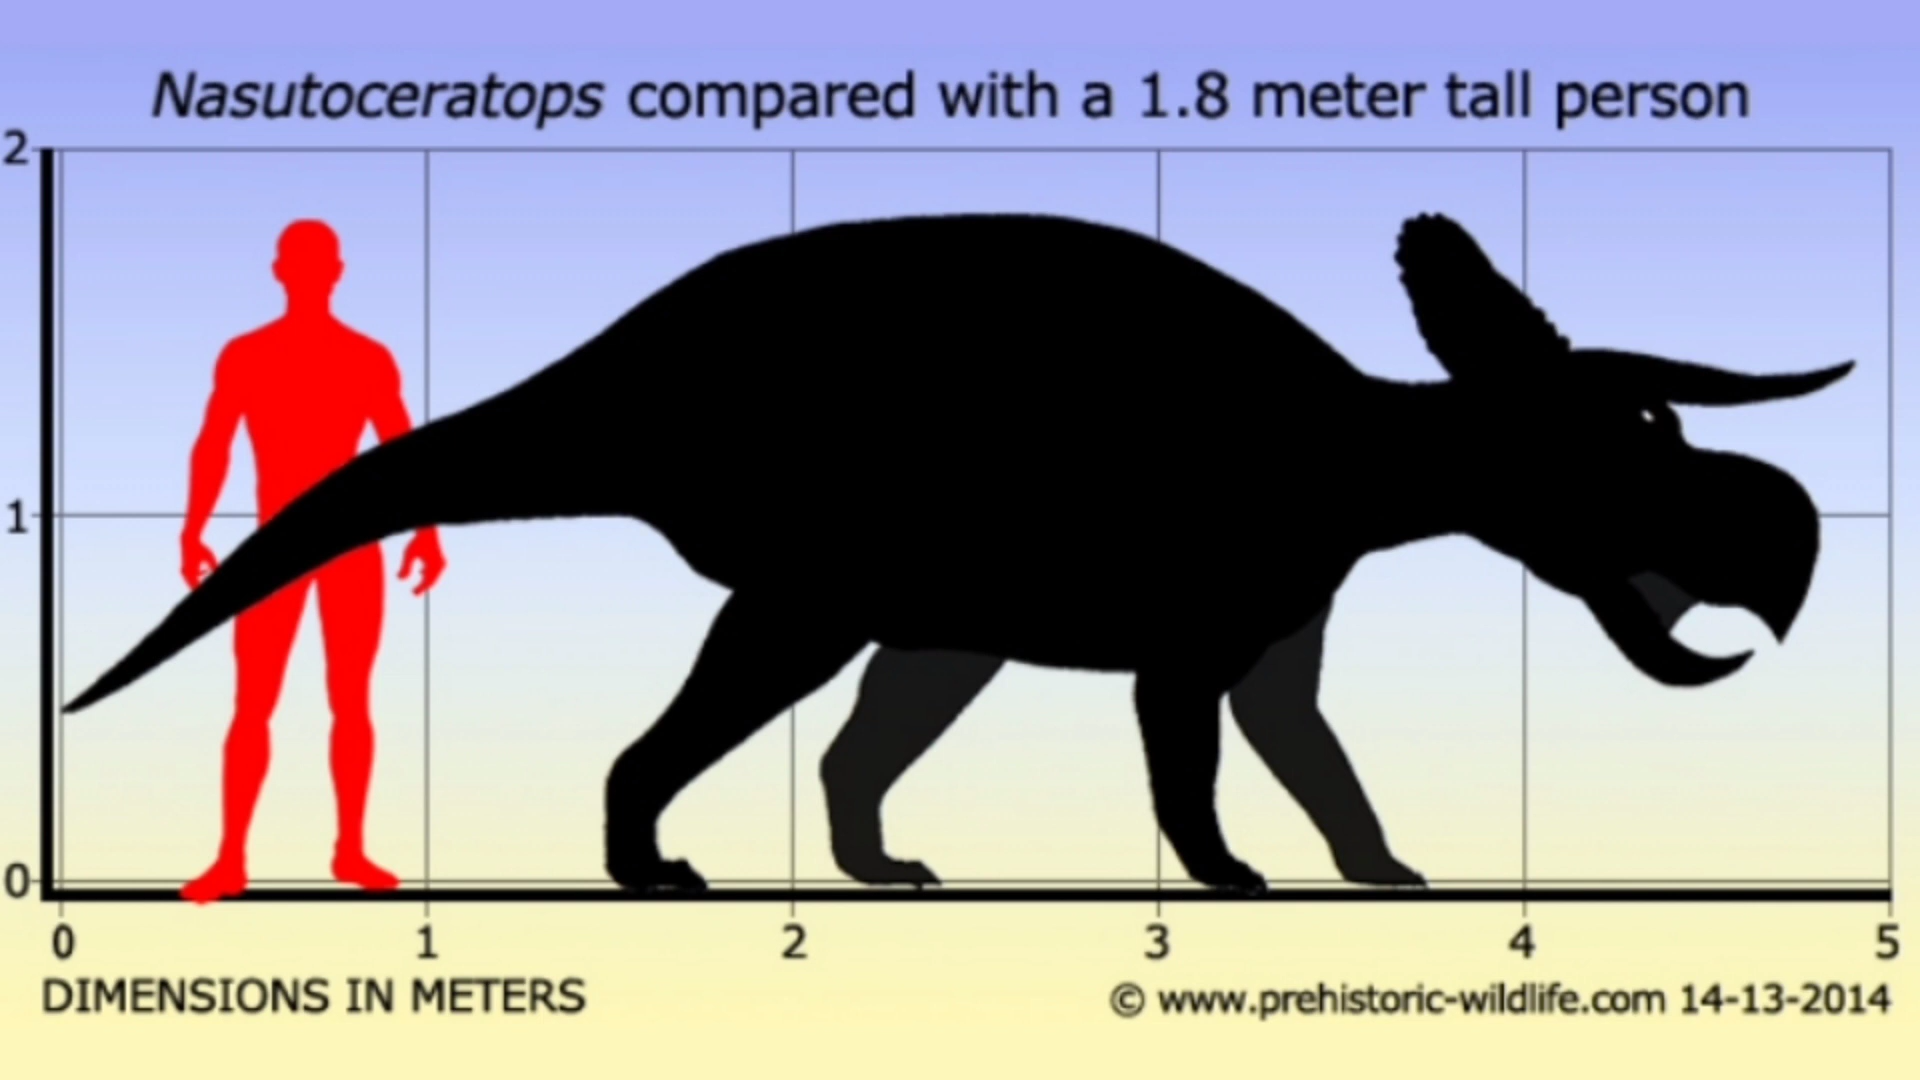 Nasutoceratops compared with a 1.8 meter tall person
2
1
0
0 1 2 3 4 5
DIMENSIONS IN METERS
© www.prehistoric-wildlife.com 14-13-2014